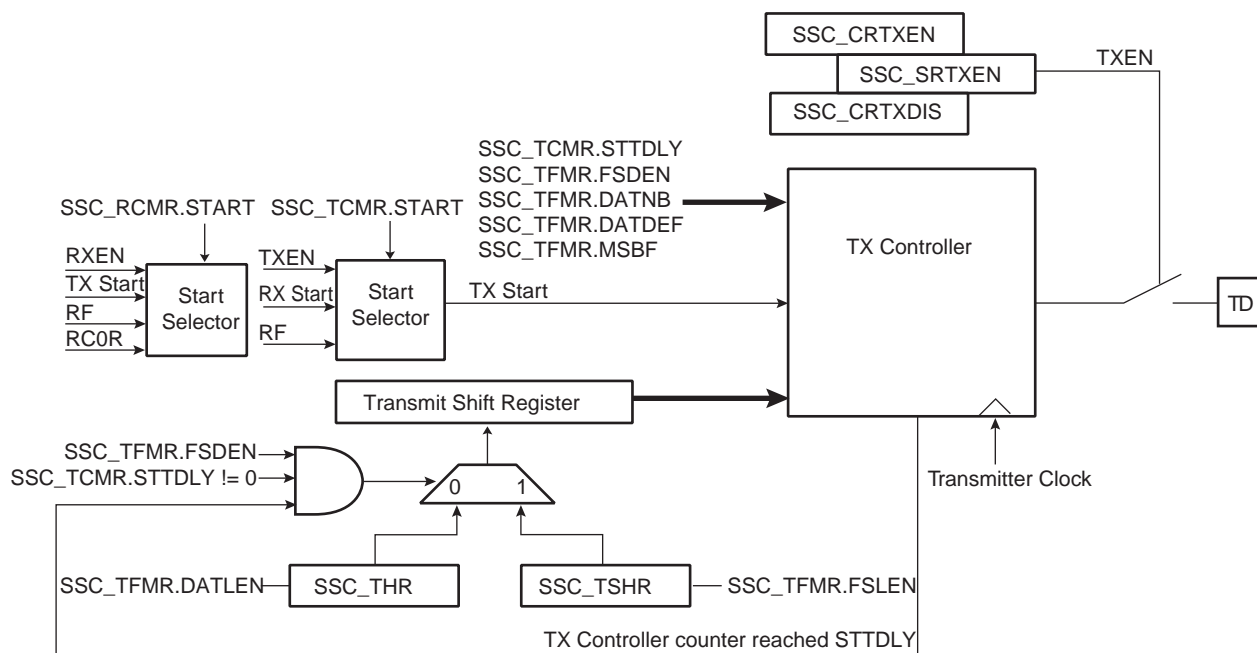 SSC_CRTXEN
SSC_SRTXEN
TXEN
SSC_CRTXDIS
SSC_TCMR.STTDLY
SSC_TFMR.FSDEN
SSC_TFMR.DATNB
SSC_TFMR.DATDEF
SSC_TFMR.MSBF
SSC_RCMR.START
SSC_TCMR.START
RXEN
TX Start
RF
RC0R
Start
Selector
TXEN
RX Start
RF
Start
Selector
TX Start
TX Controller
TD
Transmit Shift Register
SSC_TFMR.FSDEN
SSC_TCMR.STTDLY != 0
0
1
Transmitter Clock
SSC_TFMR.DATLEN
SSC_THR
SSC_TSHR
SSC_TFMR.FSLEN
TX Controller counter reached STTDLY